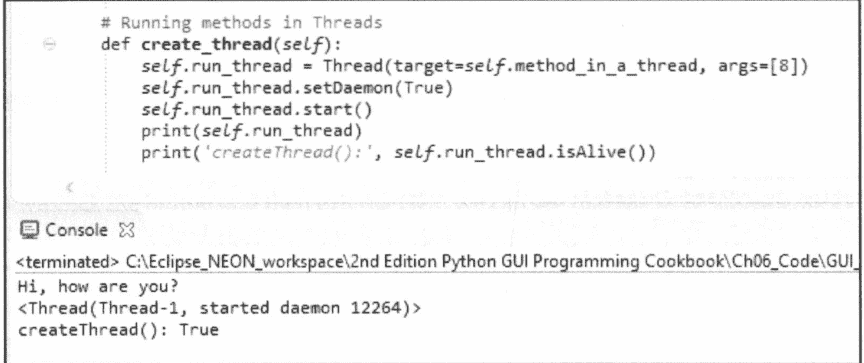 # Running methods in Threads
def create_thread(self):
self.run_thread = Thread(target=self.method_in_a_thread, args=[8])
self.run_thread.setDaemon(True)
self.run_thread.start()
print(self.run_thread)
print('createThread():', self.run_thread.isAlive())
Console
<terminated> C:\Eclipse_NEON_workspace\2nd Edition Python GUI Programming Cookbook\Ch06_Code\GUI_
Hi, how are you?
<Thread(Thread-1, started daemon 12264)>
createThread(): True